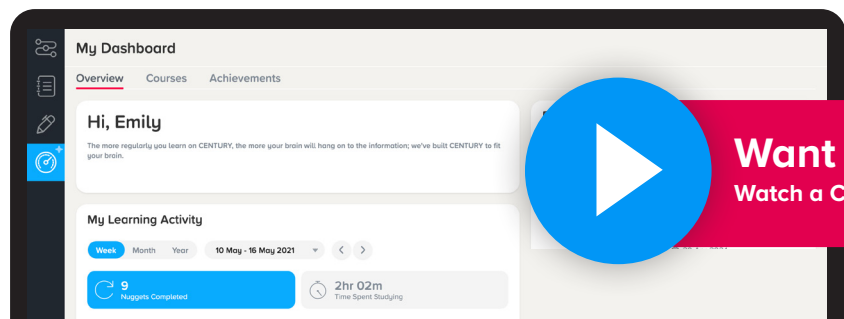 My Dashboard
Overview Courses Achievements
Hi, Emily
The more regularly you learn on CENTURY, the more your brain will hang on to the information; we've built CENTURY to fit
your brain.
Want
Watch a C
My Learning Activity
Week Month Year 10 May - 16 May 2021
9
Nuggets Completed
2hr 02m
Time Spent Studying